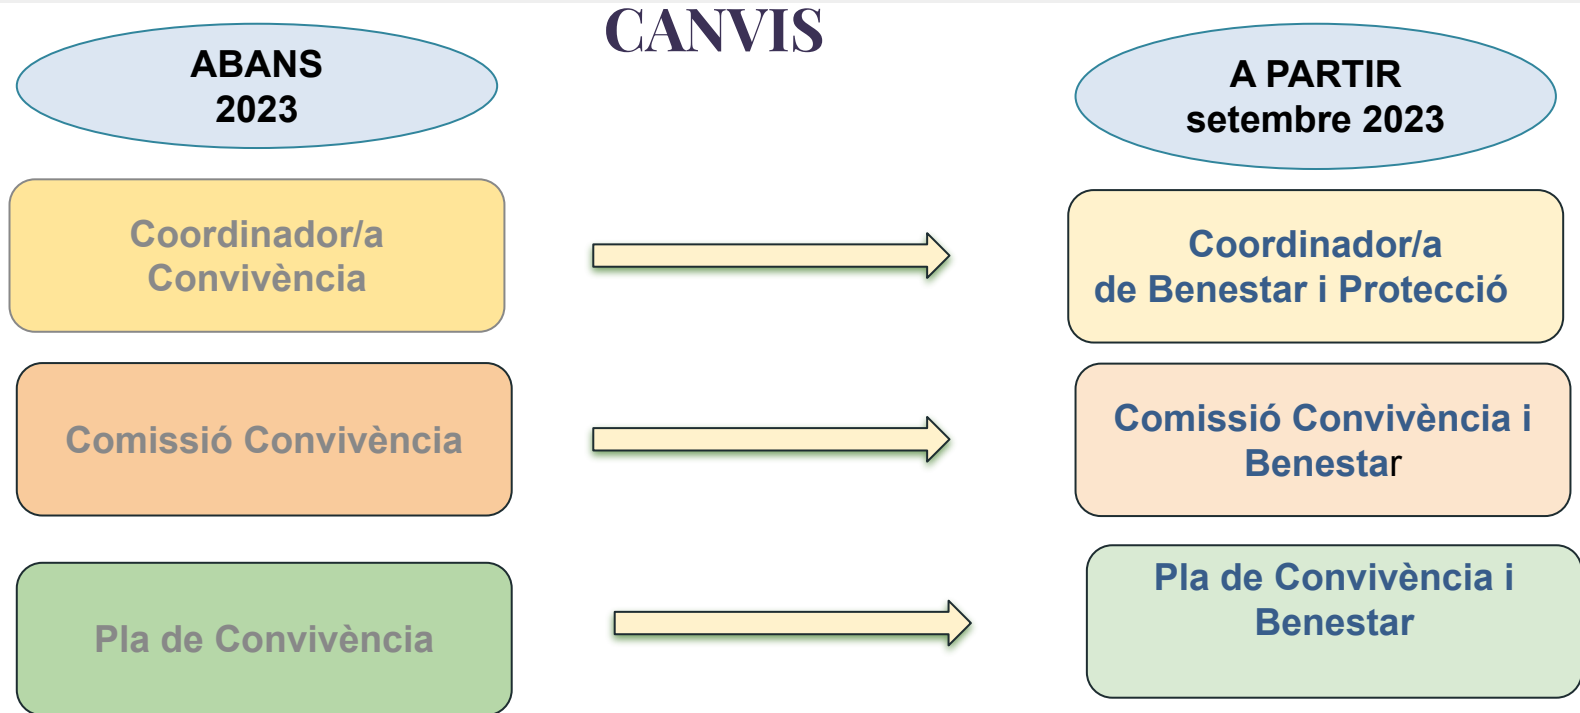 CANVIS
ABANS
2023
A PARTIR
setembre 2023
Coordinador/a
Convivència
Coordinador/a
de Benestar i Protecció
Comissió Convivència
Comissió Convivència i
Benestar
Pla de Convivència
Pla de Convivència i
Benestar